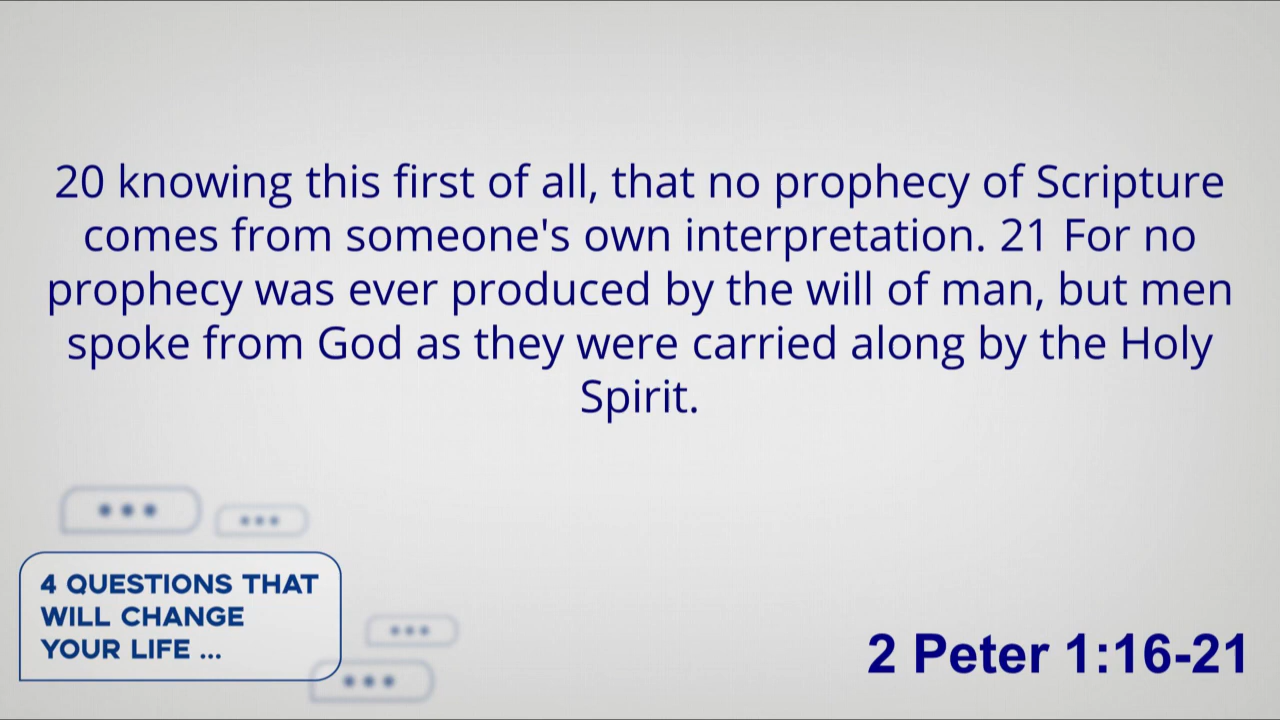 20 knowing this first of all, that no prophecy of Scripture
comes from someone's own interpretation. 21 For no
prophecy was ever produced by the will of man, but men
spoke from God as they were carried along by the Holy
Spirit.
4 QUESTIONS THAT
WILL CHANGE
YOUR LIFE ...
2 Peter 1:16-21